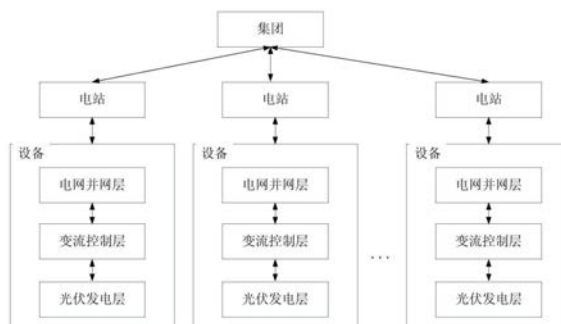 集团
电站
电站
电站
设备
设备
设备
电网并网层
电网并网层
电网并网层
变流控制层
变流控制层
变流控制层
...
光伏发电层
光伏发电层
光伏发电层